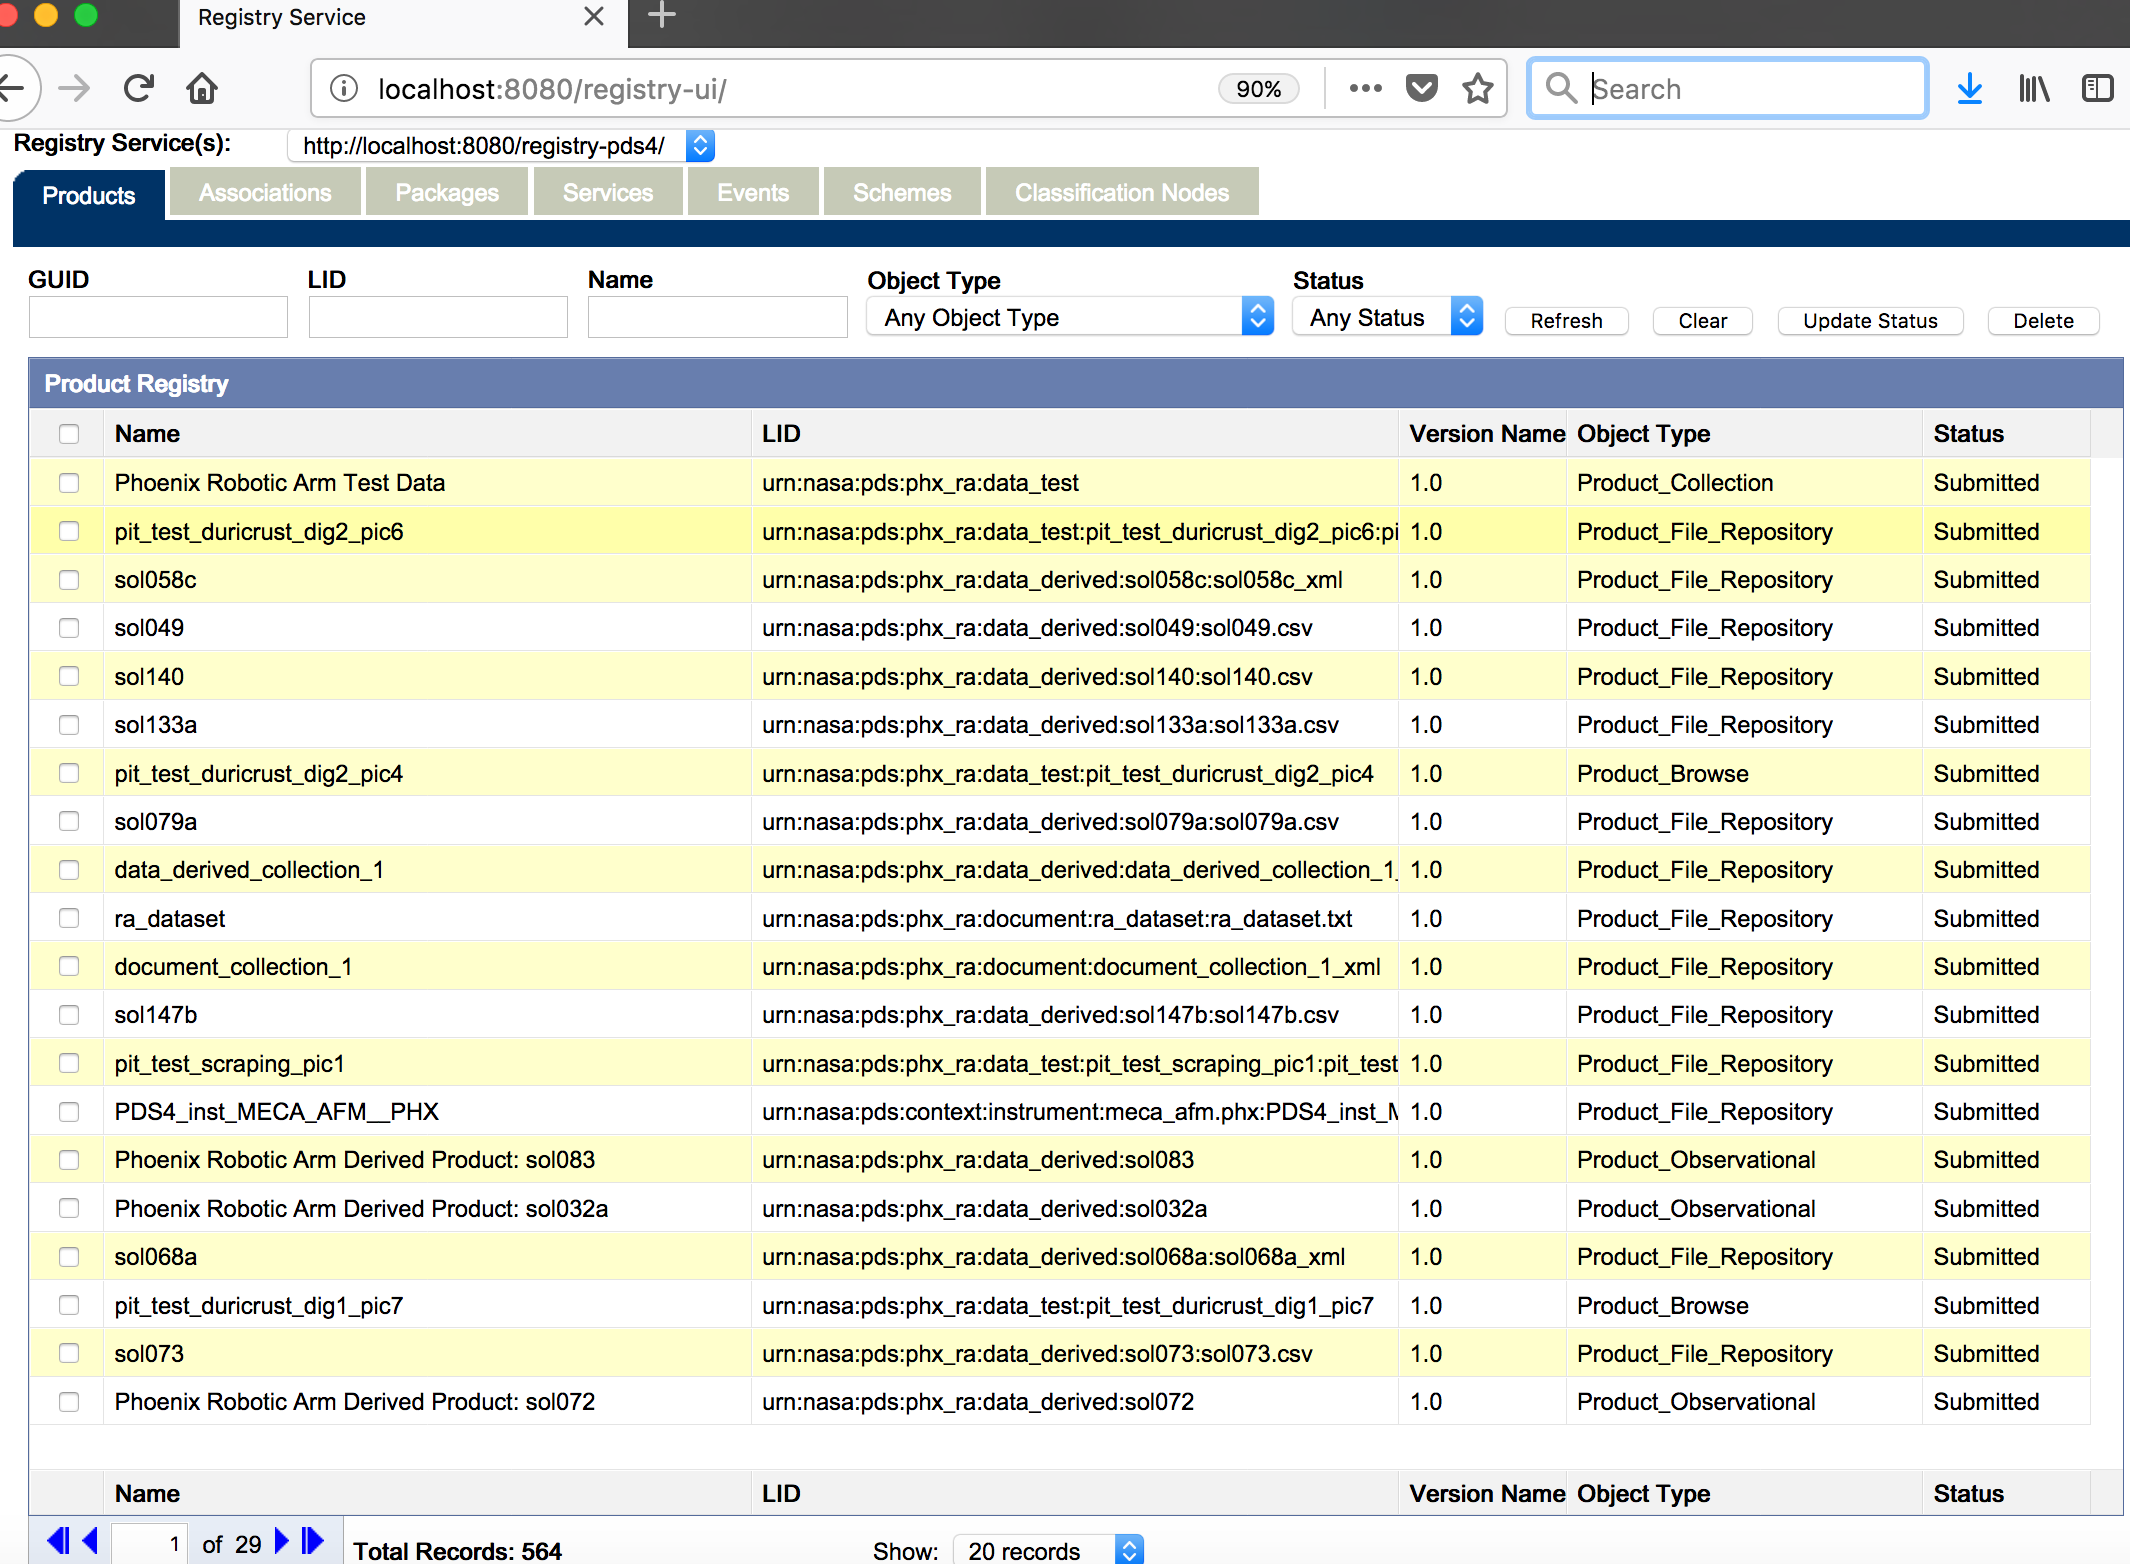 Registry Service
localhost:8080/registry-ui/ 90% Search
Registry Service(s): http://localhost:8080/registry-pds4/
Products Associations Packages Services Events Schemes Classification Nodes
GUID LID Name Object Type Status
Any Object Type Any Status Refresh Clear Update Status Delete
Product Registry
Name LID Version Name Object Type Status
Phoenix Robotic Arm Test Data urn:nasa:pds:phx_ra:data_test 1.0 Product_Collection Submitted
pit_test_duricrust_dig2_pic6 urn:nasa:pds:phx_ra:data_test:pit_test_duricrust_dig2_pic6:pi 1.0 Product_File_Repository Submitted
sol058c urn:nasa:pds:phx_ra:data_derived:sol058c:sol058c_xml 1.0 Product_File_Repository Submitted
sol049 urn:nasa:pds:phx_ra:data_derived:sol049:sol049.csv 1.0 Product_File_Repository Submitted
sol140 urn:nasa:pds:phx_ra:data_derived:sol140:sol140.csv 1.0 Product_File_Repository Submitted
sol133a urn:nasa:pds:phx_ra:data_derived:sol133a:sol133a.csv 1.0 Product_File_Repository Submitted
pit_test_duricrust_dig2_pic4 urn:nasa:pds:phx_ra:data_test:pit_test_duricrust_dig2_pic4 1.0 Product_Browse Submitted
sol079a urn:nasa:pds:phx_ra:data_derived:sol079a:sol079a.csv 1.0 Product_File_Repository Submitted
data_derived_collection_1 urn:nasa:pds:phx_ra:data_derived:data_derived_collection_1_ 1.0 Product_File_Repository Submitted
ra_dataset urn:nasa:pds:phx_ra:document:ra_dataset:ra_dataset.txt 1.0 Product_File_Repository Submitted
document_collection_1 urn:nasa:pds:phx_ra:document:document_collection_1_xml 1.0 Product_File_Repository Submitted
sol147b urn:nasa:pds:phx_ra:data_derived:sol147b:sol147b.csv 1.0 Product_File_Repository Submitted
pit_test_scraping_pic1 urn:nasa:pds:phx_ra:data_test:pit_test_scraping_pic1:pit_test 1.0 Product_File_Repository Submitted
PDS4_inst_MECA_AFM__PHX urn:nasa:pds:context:instrument:meca_afm.phx:PDS4_inst_M 1.0 Product_File_Repository Submitted
Phoenix Robotic Arm Derived Product: sol083 urn:nasa:pds:phx_ra:data_derived:sol083 1.0 Product_Observational Submitted
Phoenix Robotic Arm Derived Product: sol032a urn:nasa:pds:phx_ra:data_derived:sol032a 1.0 Product_Observational Submitted
sol068a urn:nasa:pds:phx_ra:data_derived:sol068a:sol068a_xml 1.0 Product_File_Repository Submitted
pit_test_duricrust_dig1_pic7 urn:nasa:pds:phx_ra:data_test:pit_test_duricrust_dig1_pic7 1.0 Product_Browse Submitted
sol073 urn:nasa:pds:phx_ra:data_derived:sol073:sol073.csv 1.0 Product_File_Repository Submitted
Phoenix Robotic Arm Derived Product: sol072 urn:nasa:pds:phx_ra:data_derived:sol072 1.0 Product_Observational Submitted
Name LID Version Name Object Type Status
1 of 29 Total Records: 564 Show: 20 records